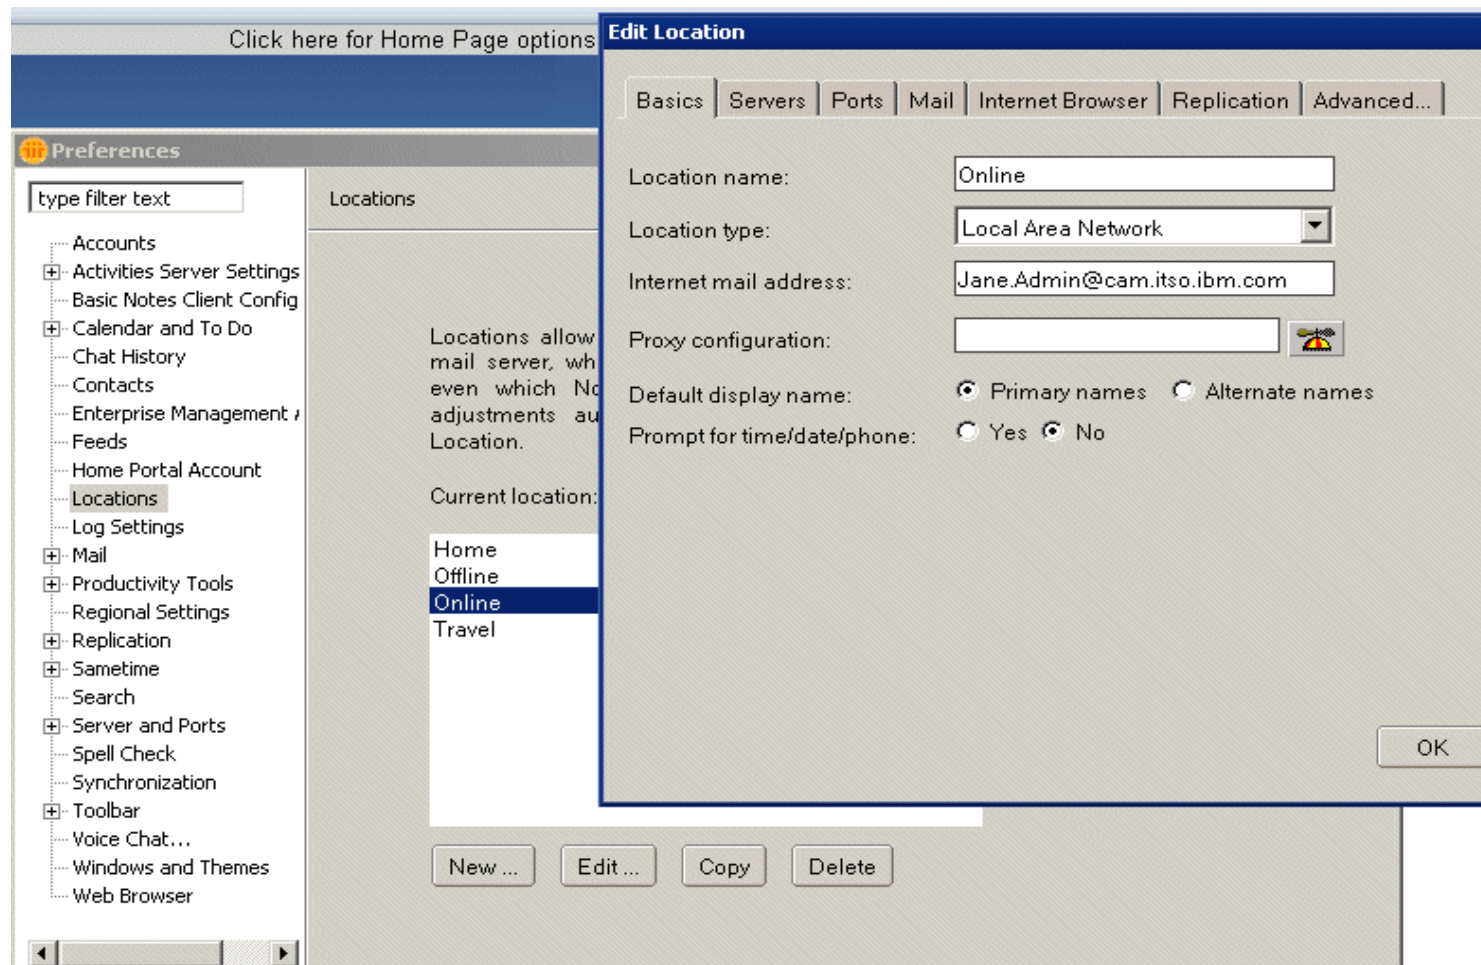 Click here for Home Page options
Preferences
type filter text
Accounts
Activities Server Settings
Basic Notes Client Config
Calendar and To Do
Chat History
Contacts
Enterprise Management
Feeds
Home Portal Account
Locations
Log Settings
Mail
Productivity Tools
Regional Settings
Replication
Sametime
Search
Server and Ports
Spell Check
Synchronization
Toolbar
Voice Chat...
Windows and Themes
Web Browser
Locations
Locations allow
mail server, wh
even which No
adjustments au
Location.
Current location:
Home
Offline
Online
Travel
New ... Edit ... Copy Delete
Edit Location
Basics Servers Ports Mail Internet Browser Replication Advanced...
Location name: Online
Location type: Local Area Network
Internet mail address: Jane.Admin@cam.itso.ibm.com
Proxy configuration:
Default display name: Primary names Alternate names
Prompt for time/date/phone: Yes No
OK